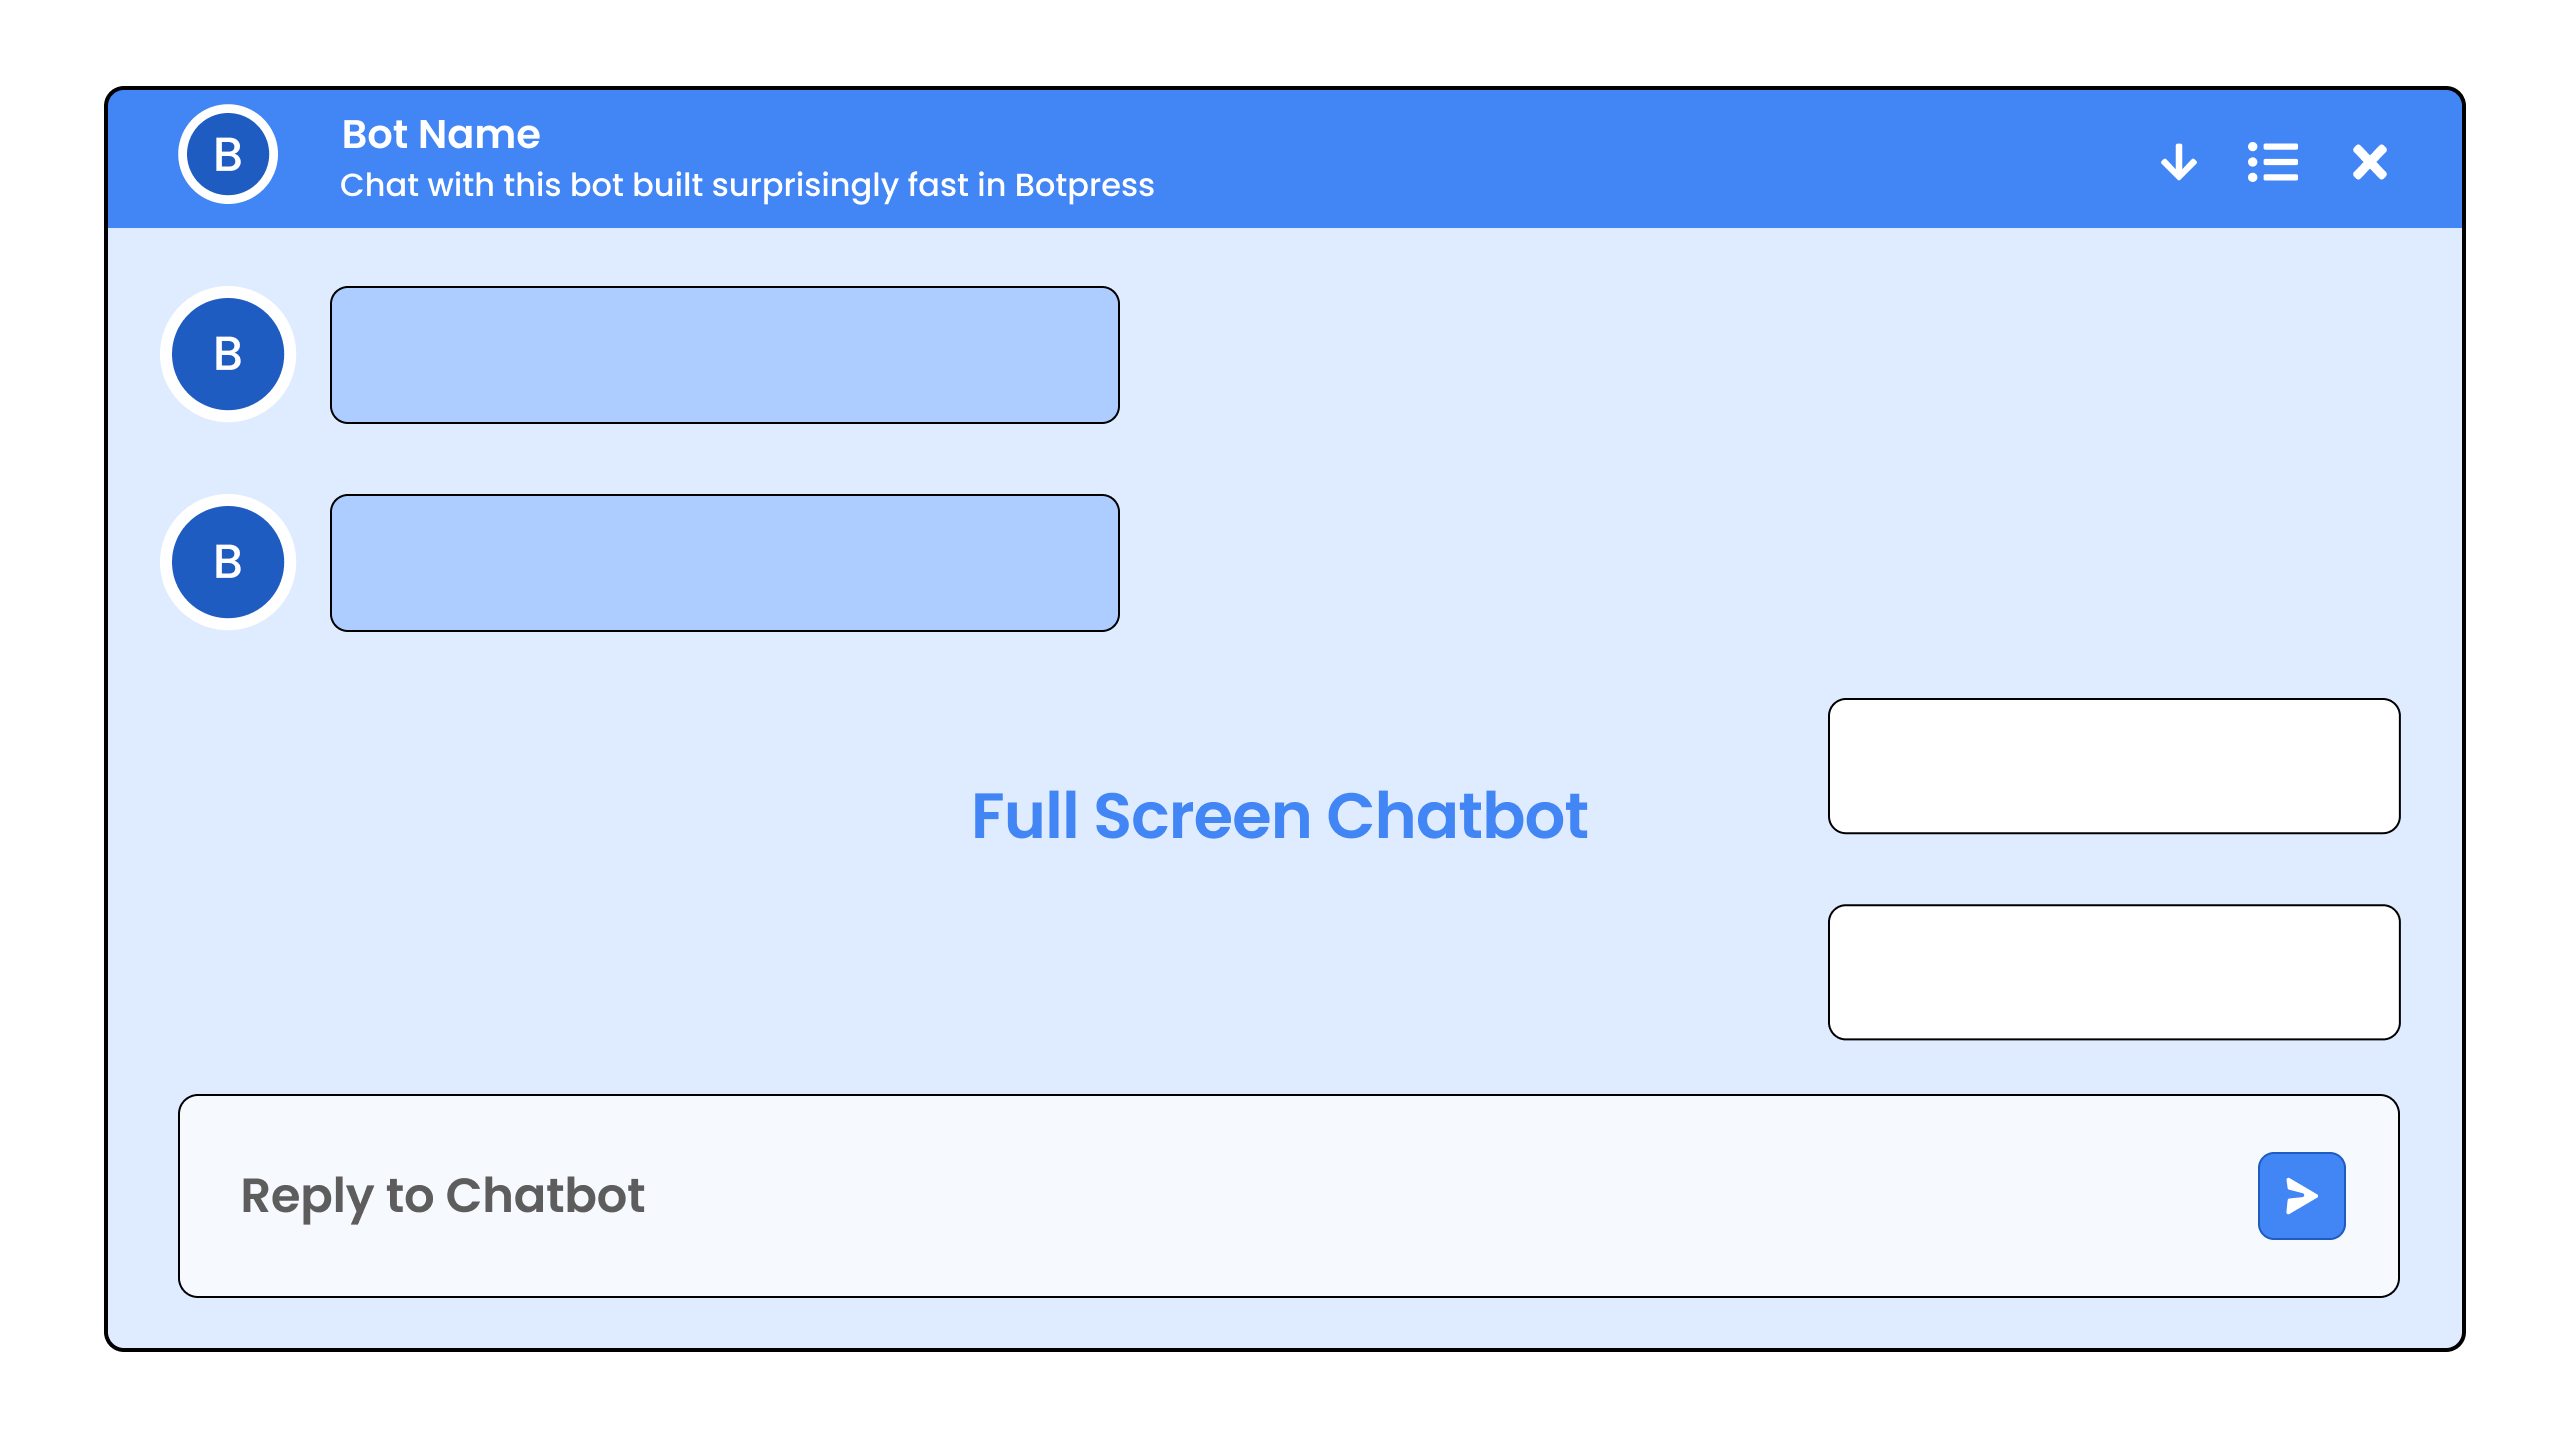 B
Bot Name
Chat with this bot built surprisingly fast in Botpress
B
B
Full Screen Chatbot
Reply to Chatbot